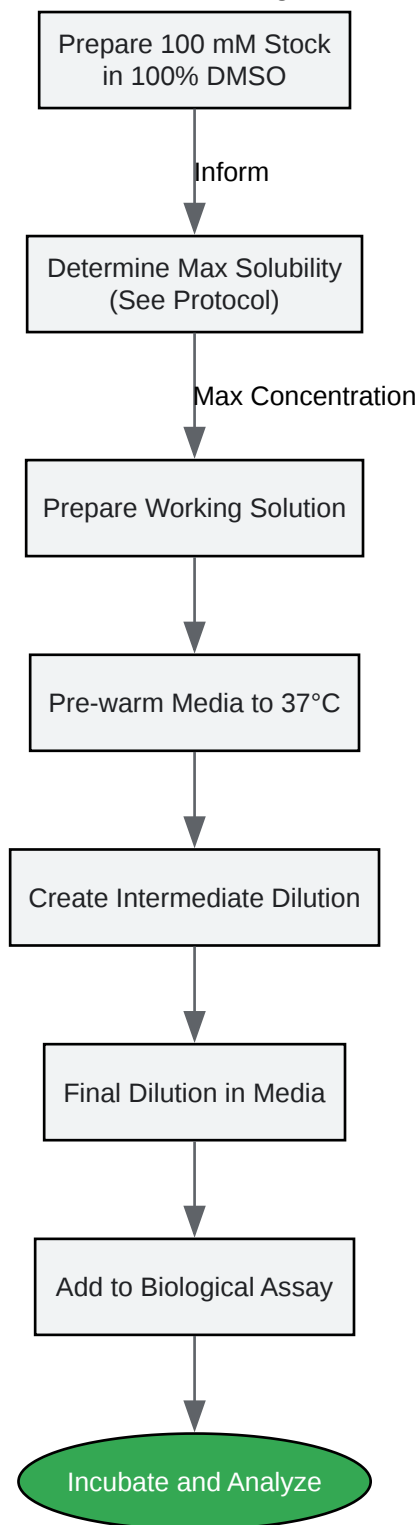 Prepare 100 mM Stock
in 100% DMSO
Inform
Determine Max Solubility
(See Protocol)
Max Concentration
Prepare Working Solution
Pre-warm Media to 37°C
Create Intermediate Dilution
Final Dilution in Media
Add to Biological Assay
Incubate and Analyze